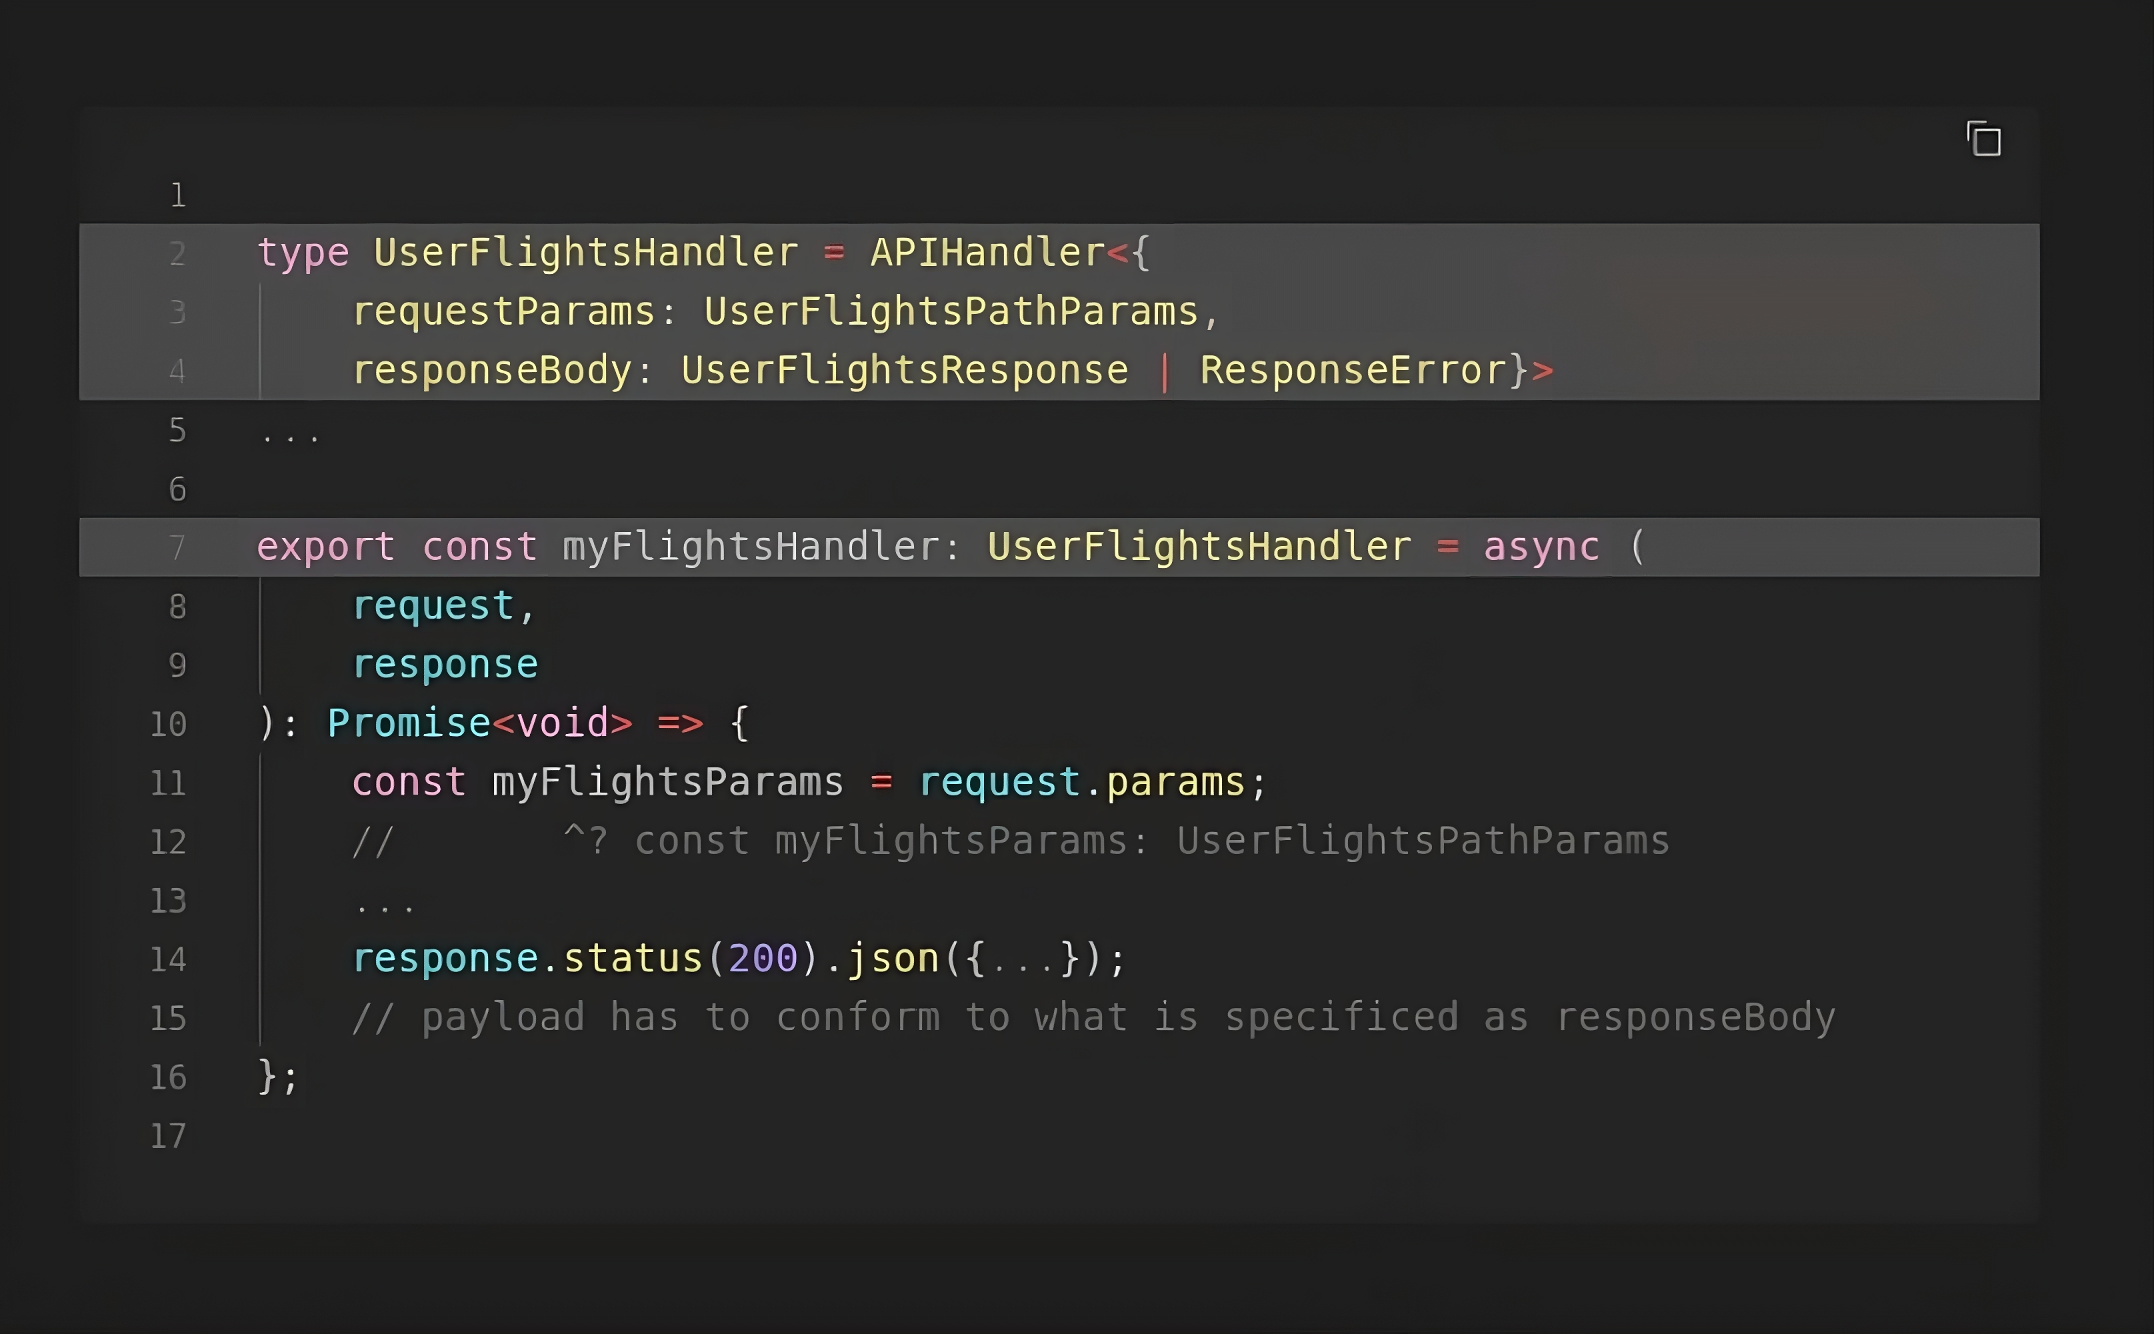 1
2 type UserFlightsHandler = APIHandler<{
3     requestParams: UserFlightsPathParams,
4     responseBody: UserFlightsResponse | ResponseError}>
5 ...
6
7 export const myFlightsHandler: UserFlightsHandler = async (
8     request,
9     response
10 ): Promise<void> => {
11     const myFlightsParams = request.params;
12     //       ^? const myFlightsParams: UserFlightsPathParams
13     ...
14     response.status(200).json({...});
15     // payload has to conform to what is specificed as responseBody
16 };
17